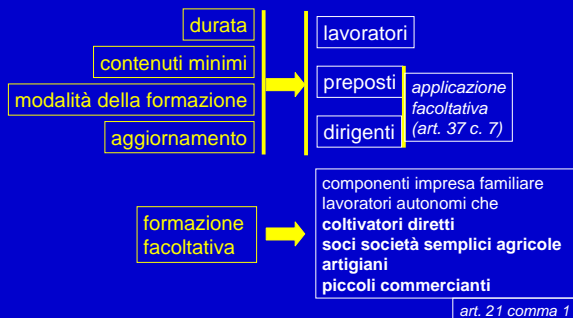 durata
contenuti minimi
modalità della formazione
aggiornamento
lavoratori
preposti
dirigenti
applicazione
facoltativa
(art. 37 c. 7)
formazione
facoltativa
componenti impresa familiare
lavoratori autonomi che
coltivatori diretti
soci società semplici agricole
artigiani
piccoli commercianti
art. 21 comma 1